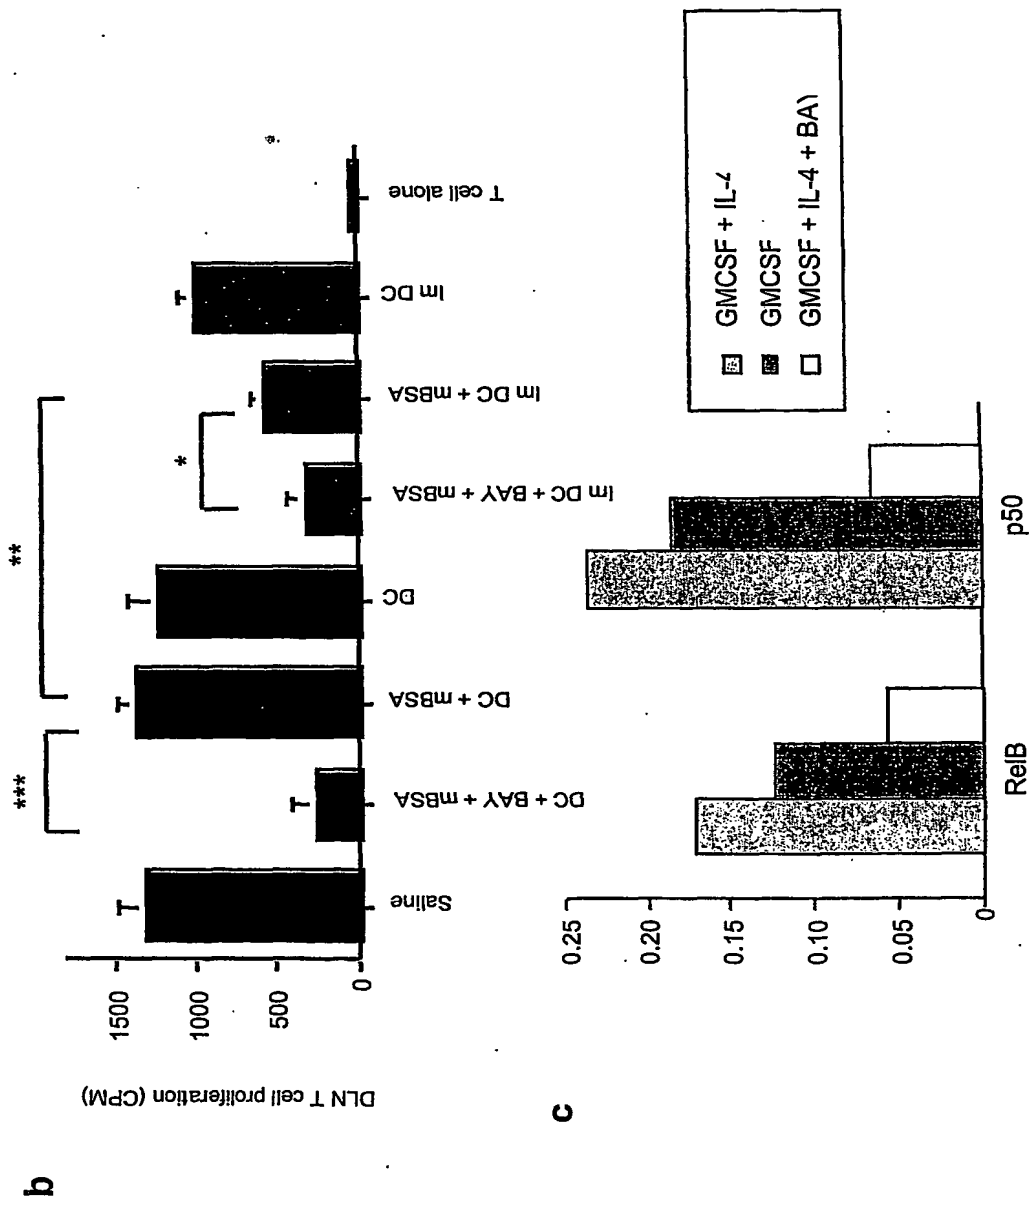 b
DLN T cell proliferation (CPM)
1500
1000
500
0
***
**
*
Saline
DC + BAY + mBSA
DC + mBSA
DC
Im DC + BAY + mBSA
Im DC + mBSA
Im DC
T cell alone
c
0.25
0.20
0.15
0.10
0.05
0
RelB
p50
GMCSF + IL-4
GMCSF
GMCSF + IL-4 + BAY